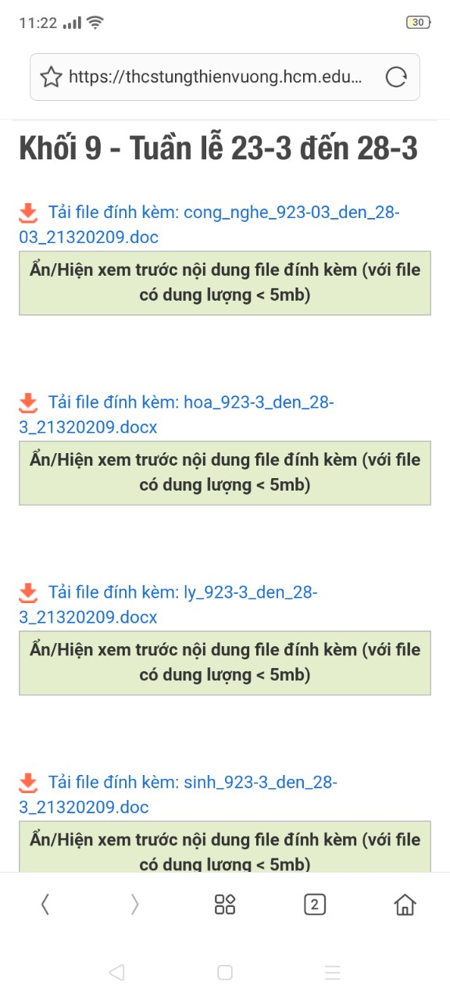 11:22
30
https://thcstungthienvuong.hcm.edu...
Khối 9 - Tuần lễ 23-3 đến 28-3
Tải file đính kèm: cong_nghe_923-03_den_28-
03_21320209.doc
Ẩn/Hiện xem trước nội dung file đính kèm (với file
có dung lượng < 5mb)
Tải file đính kèm: hoa_923-3_den_28-
3_21320209.docx
Ẩn/Hiện xem trước nội dung file đính kèm (với file
có dung lượng < 5mb)
Tải file đính kèm: ly_923-3_den_28-
3_21320209.docx
Ẩn/Hiện xem trước nội dung file đính kèm (với file
có dung lượng < 5mb)
Tải file đính kèm: sinh_923-3_den_28-
3_21320209.doc
Ẩn/Hiện xem trước nội dung file đính kèm (với file
có dung lượng < 5mb)
2